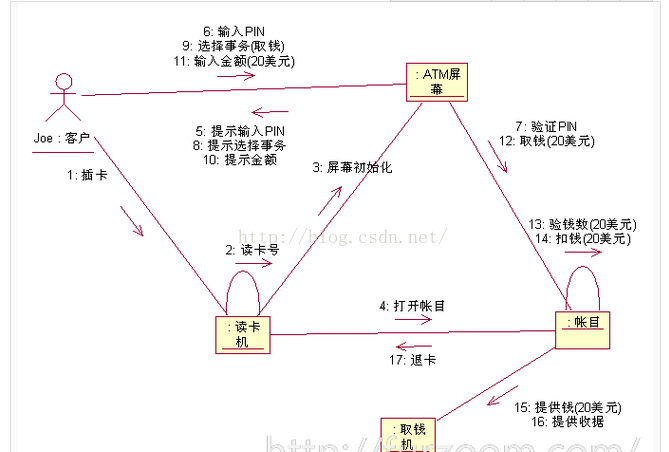 6: 输入PIN
9: 选择事务(取钱)
11: 输入金额(20美元)
: ATM屏
幕
Joe : 客户
5: 提示输入PIN
8: 提示选择事务
10: 提示金额
7: 验证PIN
12: 取钱(20美元)
1: 插卡
3: 屏幕初始化
http://blog.csdn.net/
2: 读卡号
13: 验钱数(20美元)
14: 扣钱(20美元)
4: 打开帐目
: 读卡
机
: 帐目
17: 退卡
15: 提供钱(20美元)
16: 提供收据
: 取钱
机